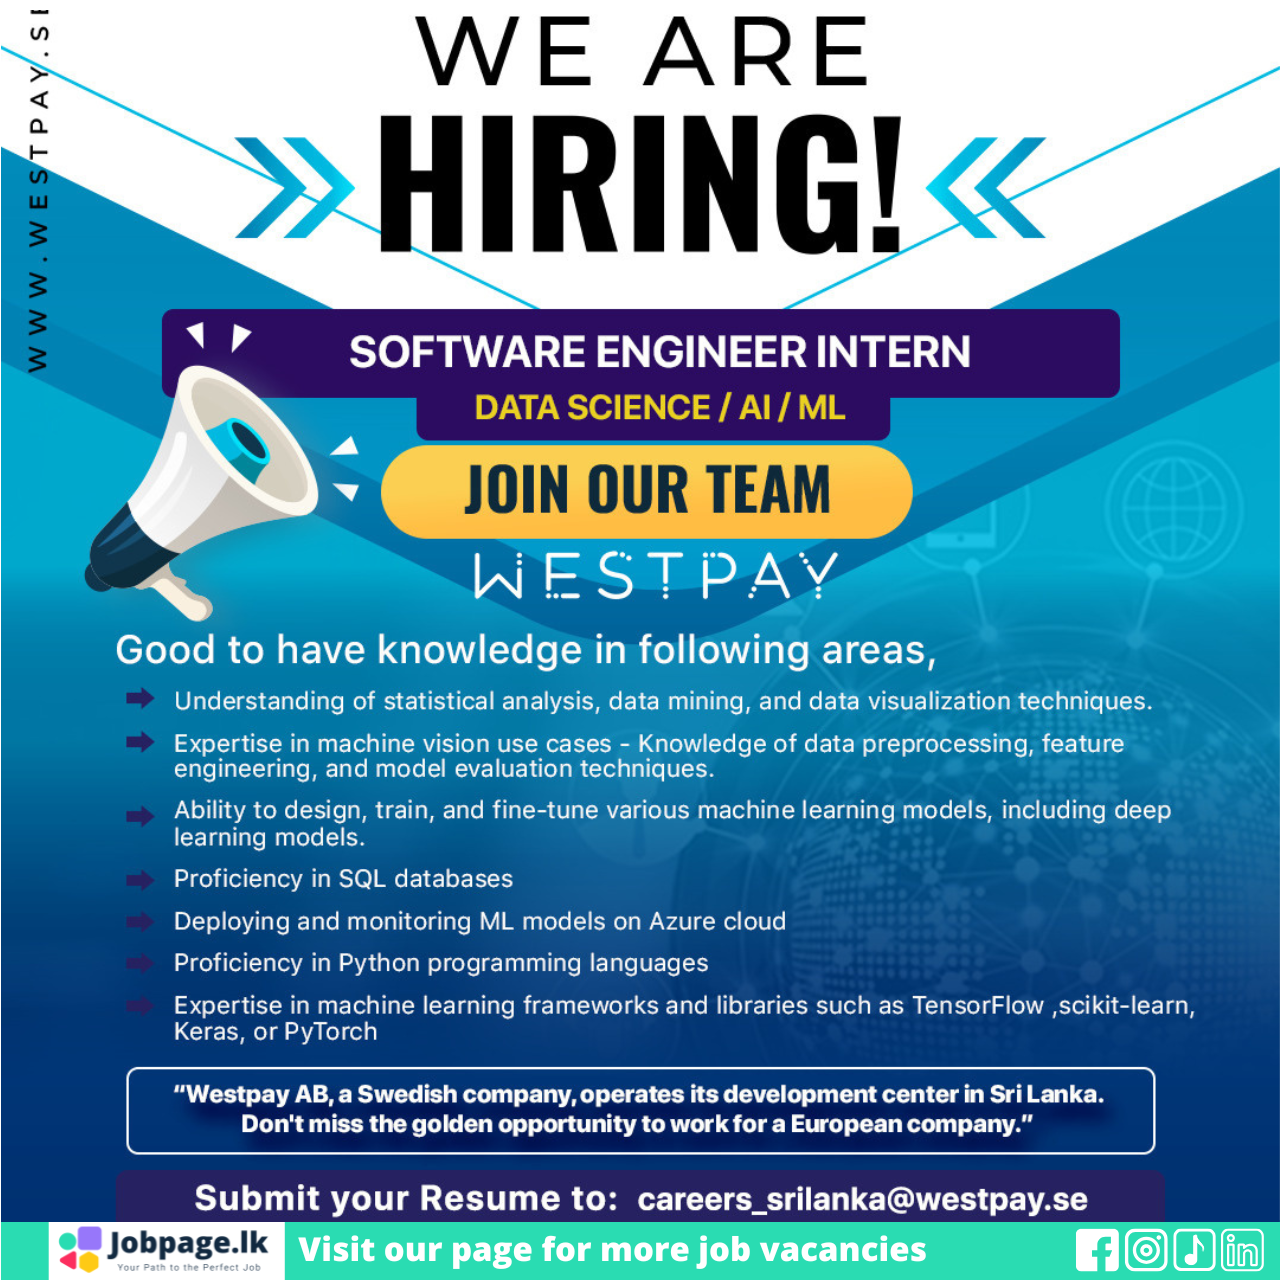 WWW.WESTPAY.SE
WE ARE
HIRING!
SOFTWARE ENGINEER INTERN
DATA SCIENCE / AI / ML
JOIN OUR TEAM
WESTPAY
Good to have knowledge in following areas,
Understanding of statistical analysis, data mining, and data visualization techniques.
Expertise in machine vision use cases - Knowledge of data preprocessing, feature
engineering, and model evaluation techniques.
Ability to design, train, and fine-tune various machine learning models, including deep
learning models.
Proficiency in SQL databases
Deploying and monitoring ML models on Azure cloud
Proficiency in Python programming languages
Expertise in machine learning frameworks and libraries such as TensorFlow ,scikit-learn,
Keras, or PyTorch
“Westpay AB, a Swedish company, operates its development center in Sri Lanka.
Don't miss the golden opportunity to work for a European company.”
Submit your Resume to: careers_srilanka@westpay.se
Jobpage.lk
Your Path to the Perfect Job
Visit our page for more job vacancies